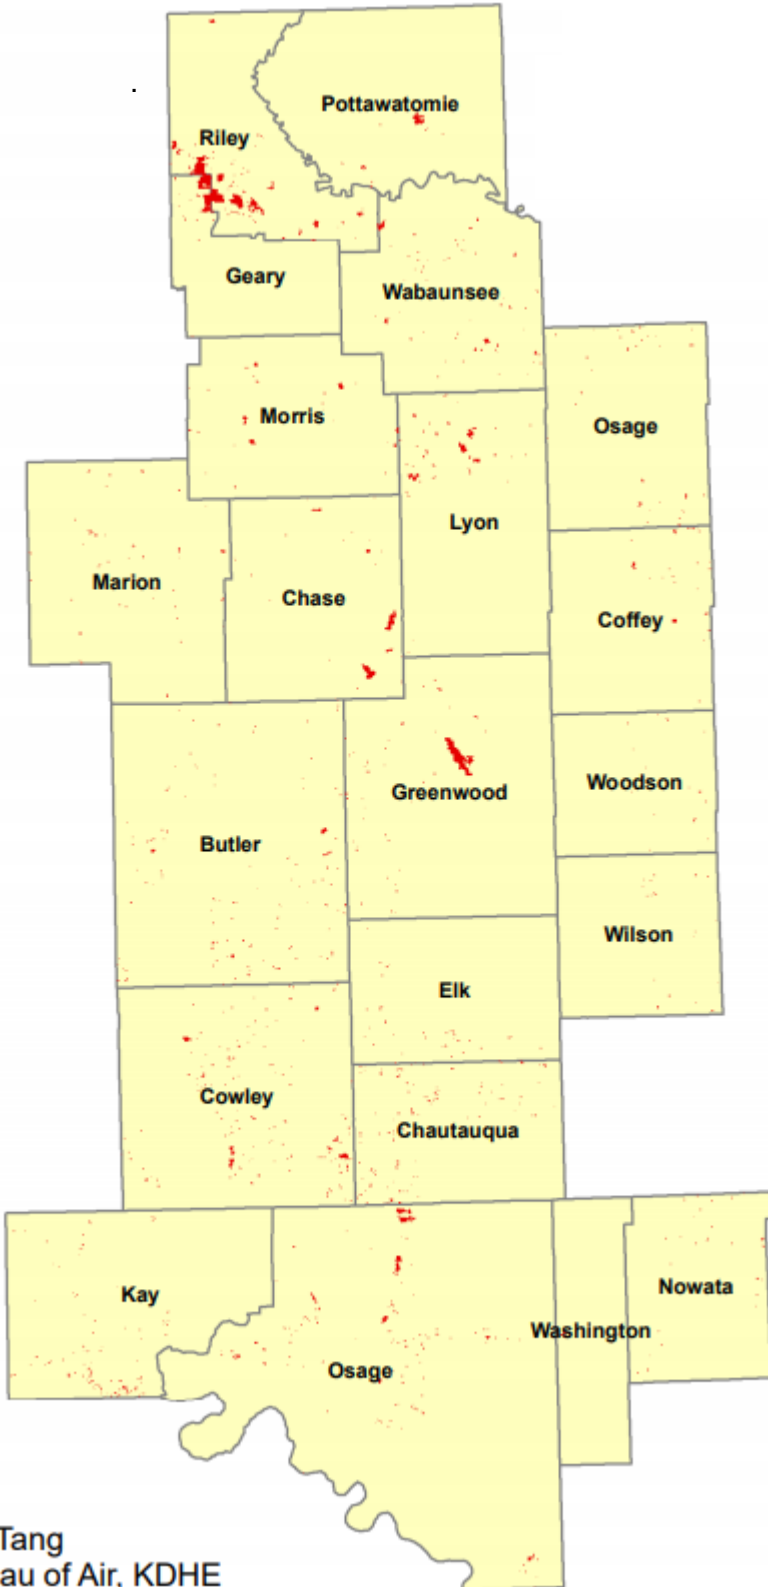 Pottawatomie
Riley
Geary
Wabaunsee
Morris
Osage
Lyon
Marion
Chase
Coffey
Greenwood
Woodson
Butler
Wilson
Elk
Cowley
Chautauqua
Kay
Nowata
Washington
Osage
Tang
au of Air, KDHE